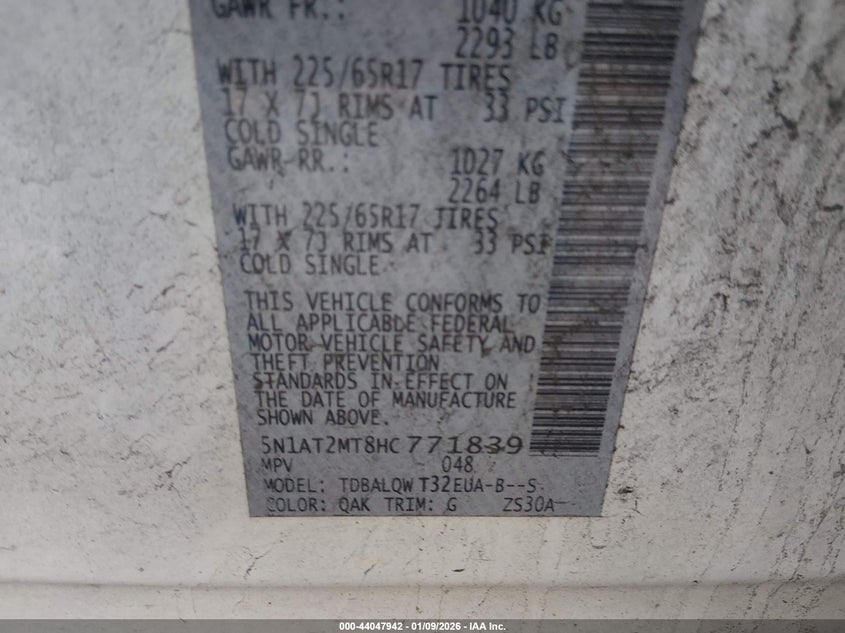 GAWR FR.: 1040 KG
2293 LB
WITH 225/65R17 TIRES
17 X 7J RIMS AT 33 PSI
COLD SINGLE
GAWR RR.: 1027 KG
2264 LB
WITH 225/65R17 TIRES
17 X 7J RIMS AT 33 PSI
COLD SINGLE
THIS VEHICLE CONFORMS TO
ALL APPLICABLE FEDERAL
MOTOR VEHICLE SAFETY AND
THEFT PREVENTION
STANDARDS IN EFFECT ON
THE DATE OF MANUFACTURE
SHOWN ABOVE.
5N1AT2MT8HC771839
MPV 048
MODEL: TDBALQW T32EUA-B--S-
COLOR: QAK TRIM: G ZS30A
000-44047942 - 01/09/2026 - IAA Inc.